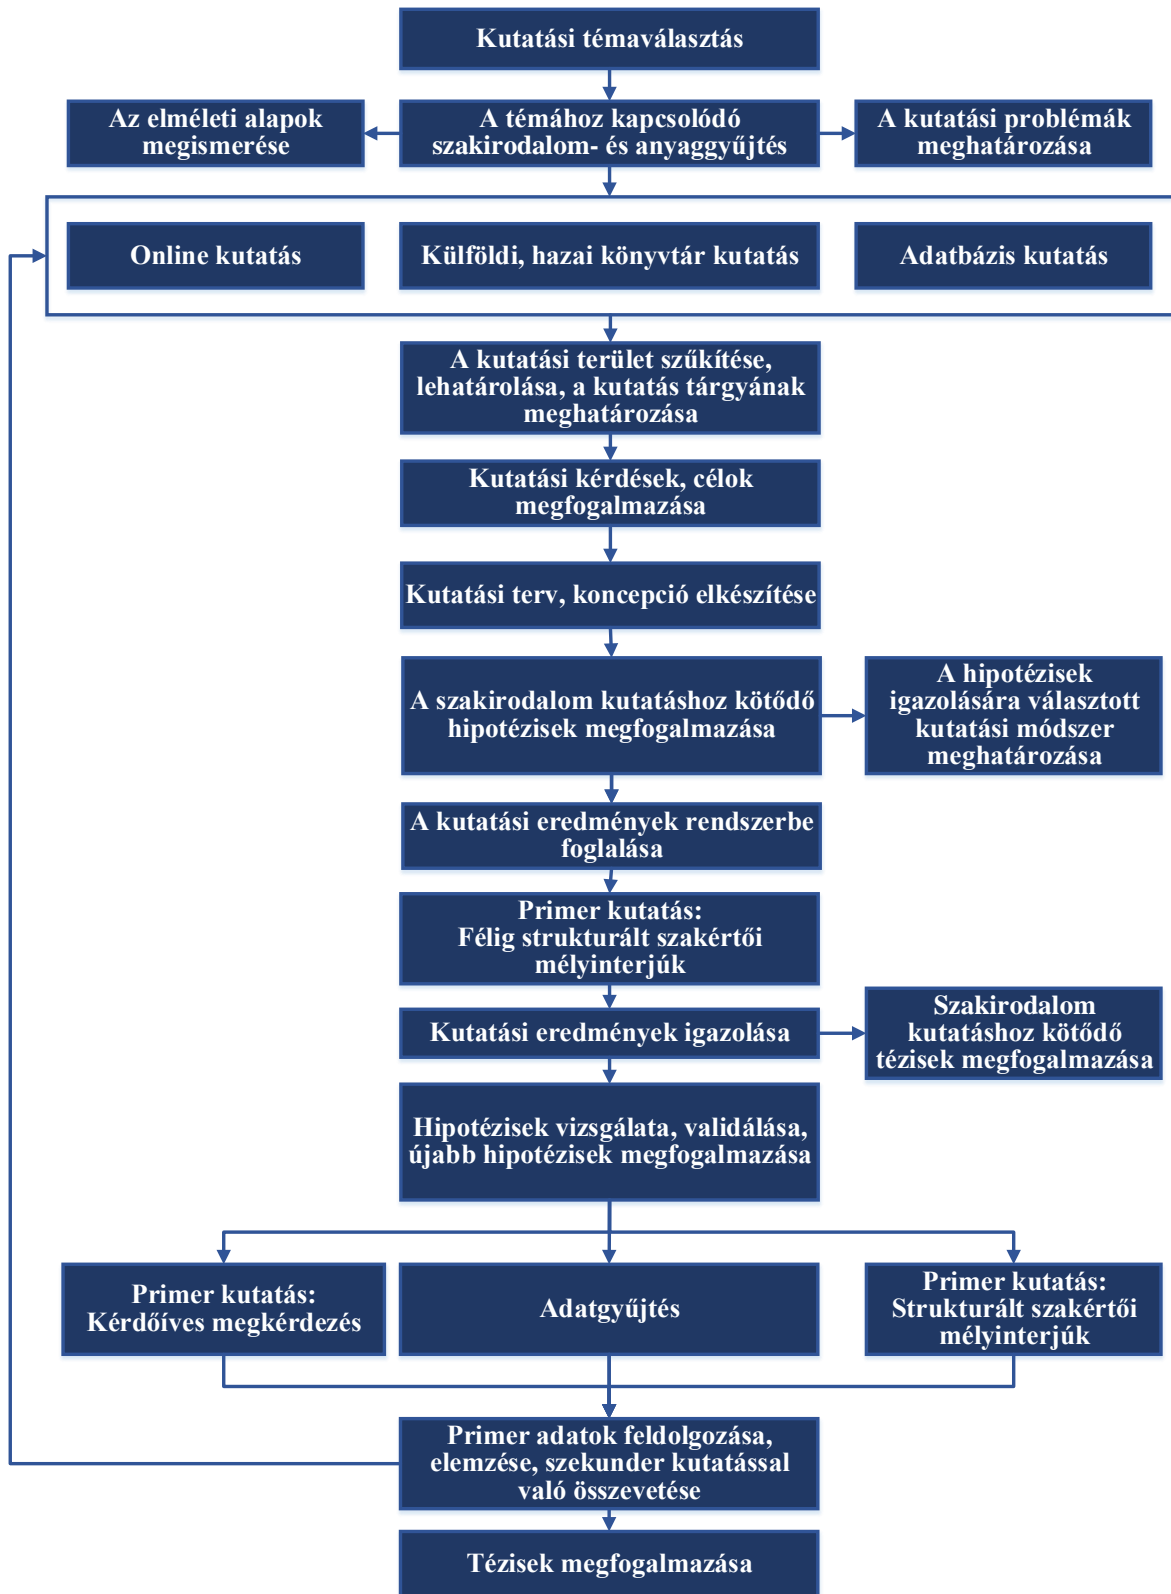 Kutatási témaválasztás
Az elméleti alapok
megismerése
A témához kapcsolódó
szakirodalom- és anyaggyűjtés
A kutatási problémák
meghatározása
Online kutatás
Külföldi, hazai könyvtár kutatás
Adatbázis kutatás
A kutatási terület szűkítése,
lehatárolása, a kutatás tárgyának
meghatározása
Kutatási kérdések, célok
megfogalmazása
Kutatási terv, koncepció elkészítése
A szakirodalom kutatáshoz kötődő
hipotézisek megfogalmazása
A hipotézisek
igazolására választott
kutatási módszer
meghatározása
A kutatási eredmények rendszerbe
foglalása
Primer kutatás:
Félig strukturált szakértői
mélyinterjúk
Kutatási eredmények igazolása
Szakirodalom
kutatáshoz kötődő
tézisek megfogalmazása
Hipotézisek vizsgálata, validálása,
újabb hipotézisek megfogalmazása
Primer kutatás:
Kérdőíves megkérdezés
Adatgyűjtés
Primer kutatás:
Strukturált szakértői
mélyinterjúk
Primer adatok feldolgozása,
elemzése, szekunder kutatással
való összevetése
Tézisek megfogalmazása